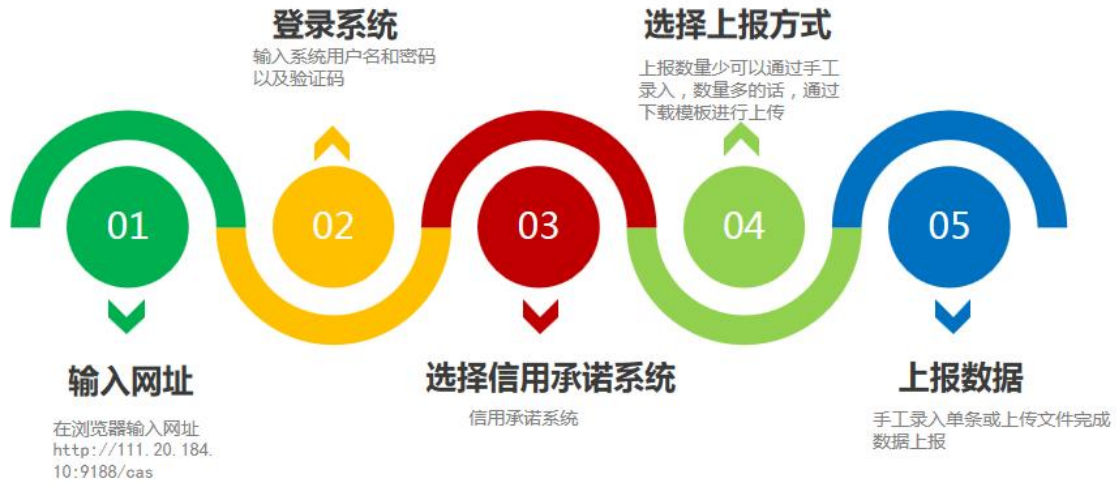 登录系统
输入系统用户名和密码
以及验证码
选择上报方式
上报数量少可以通过手工
录入，数量多的话，通过
下载模板进行上传
01
02
03
04
05
输入网址
在浏览器输入网址
http://111.20.184.
10:9188/cas
选择信用承诺系统
信用承诺系统
上报数据
手工录入单条或上传文件完成
数据上报